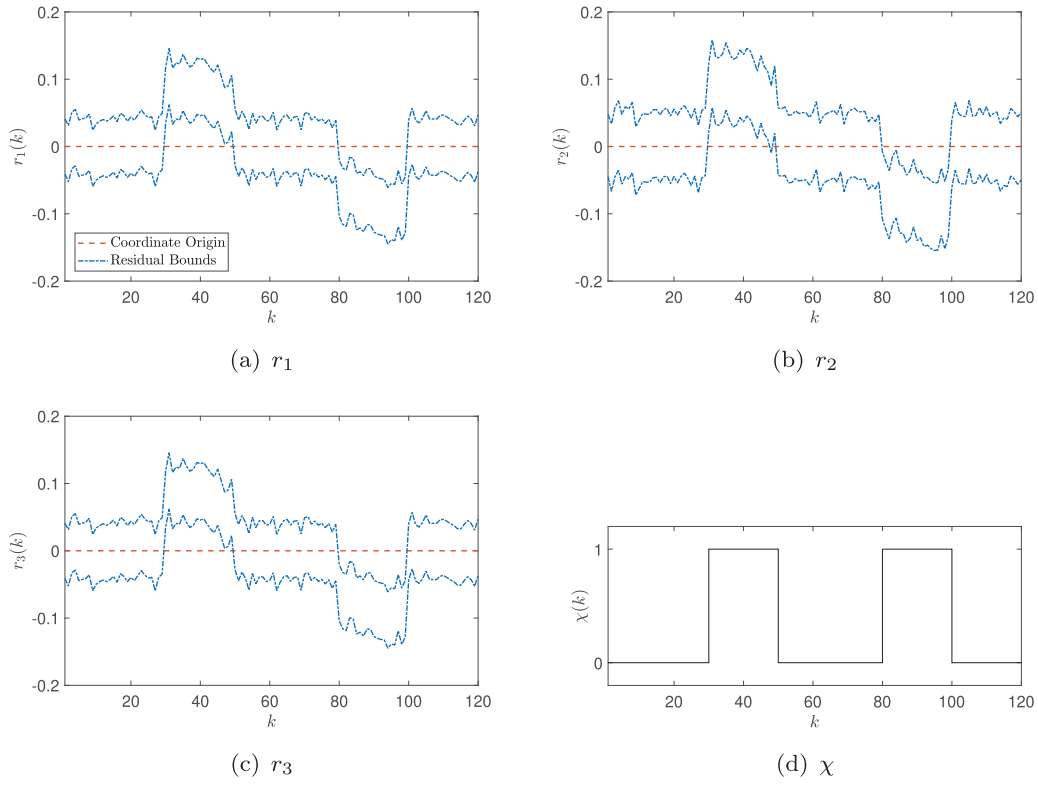 0.2
0.1
0
-0.1
-0.2
r₁(k)
Coordinate Origin
Residual Bounds
20 40 60 80 100 120
k
(a) r₁
0.2
0.1
0
-0.1
-0.2
r₂(k)
20 40 60 80 100 120
k
(b) r₂
0.2
0.1
0
-0.1
-0.2
r₃(k)
20 40 60 80 100 120
k
(c) r₃
1
0
χ(k)
20 40 60 80 100 120
k
(d) χ